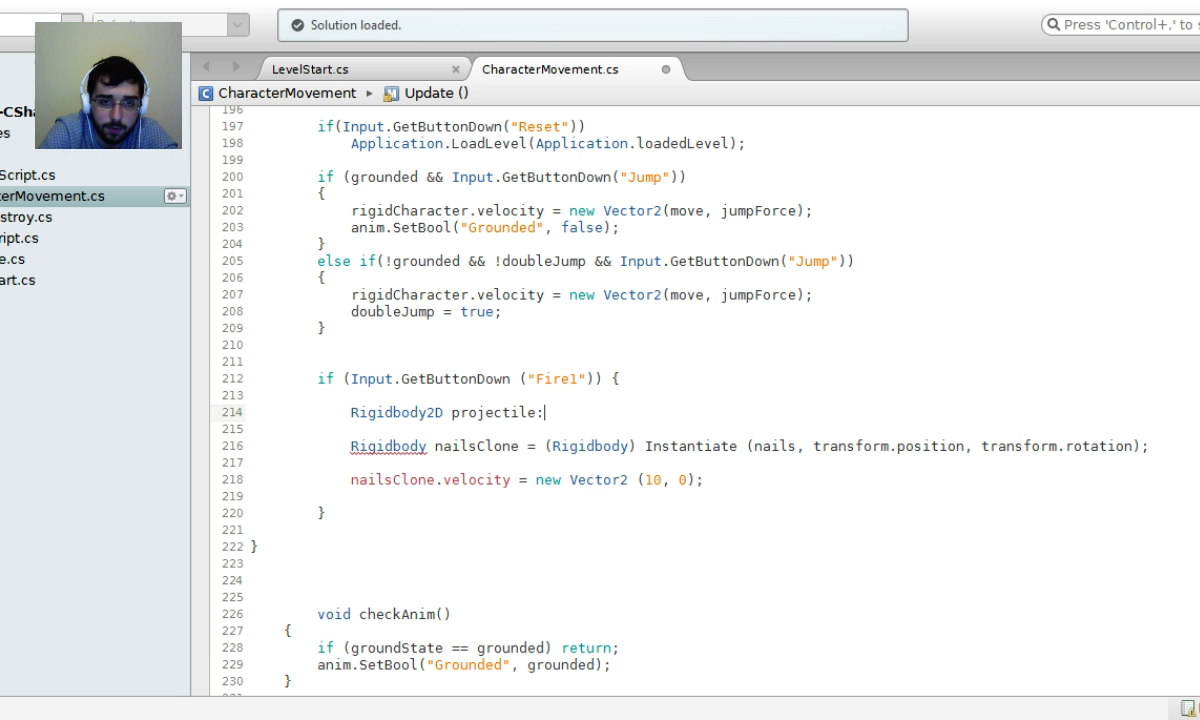 Default
Solution loaded.
Press 'Control+,' to
LevelStart.cs
CharacterMovement.cs
CharacterMovement
Update ()
-CSha
es
Script.cs
terMovement.cs
stroy.cs
ript.cs
e.cs
art.cs
196
197 if(Input.GetButtonDown("Reset"))
198 Application.LoadLevel(Application.loadedLevel);
199
200 if (grounded && Input.GetButtonDown("Jump"))
201 {
202 rigidCharacter.velocity = new Vector2(move, jumpForce);
203 anim.SetBool("Grounded", false);
204 }
205 else if(!grounded && !doubleJump && Input.GetButtonDown("Jump"))
206 {
207 rigidCharacter.velocity = new Vector2(move, jumpForce);
208 doubleJump = true;
209 }
210
211
212 if (Input.GetButtonDown ("Fire1")) {
213
214 Rigidbody2D projectile:
215
216 Rigidbody nailsClone = (Rigidbody) Instantiate (nails, transform.position, transform.rotation);
217
218 nailsClone.velocity = new Vector2 (10, 0);
219
220 }
221
222 }
223
224
225
226 void checkAnim()
227 {
228 if (groundState == grounded) return;
229 anim.SetBool("Grounded", grounded);
230 }